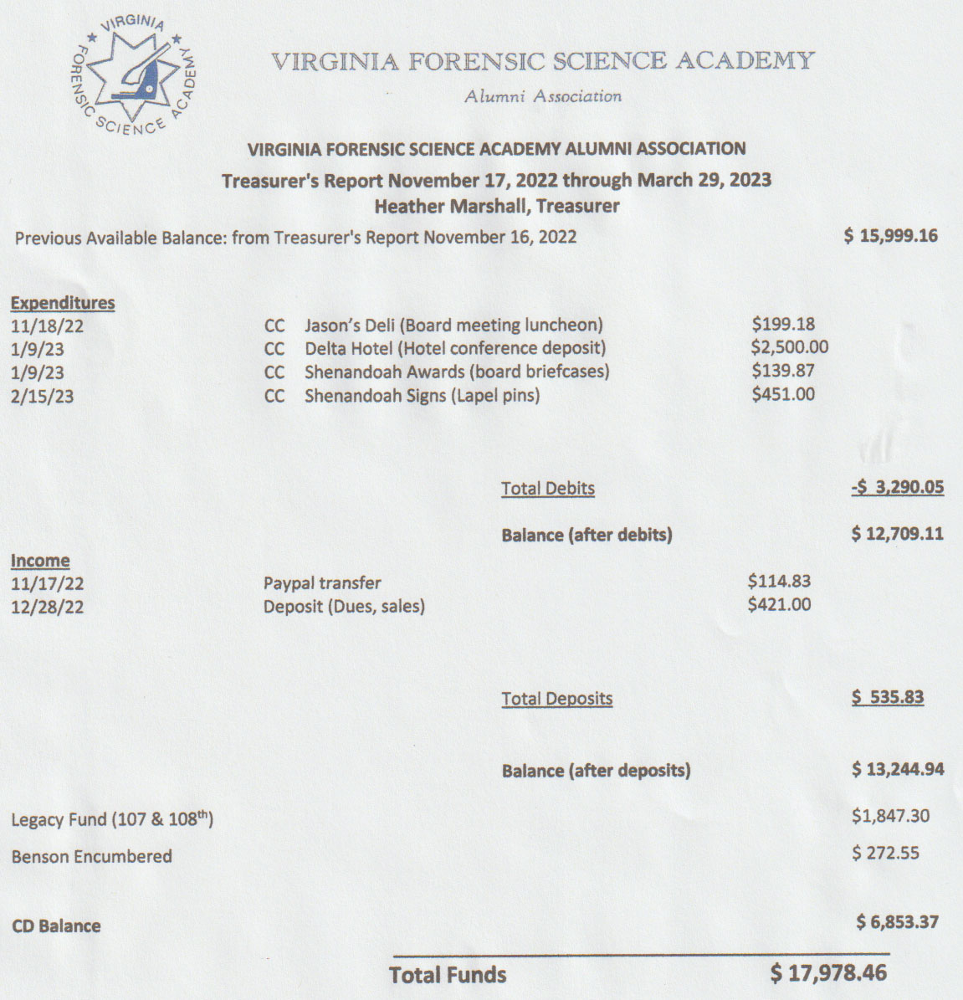 VIRGINIA
FORENSIC SCIENCE ACADEMY
VIRGINIA FORENSIC SCIENCE ACADEMY
Alumni Association
VIRGINIA FORENSIC SCIENCE ACADEMY ALUMNI ASSOCIATION
Treasurer's Report November 17, 2022 through March 29, 2023
Heather Marshall, Treasurer
Previous Available Balance: from Treasurer's Report November 16, 2022 $ 15,999.16
Expenditures
11/18/22 CC Jason's Deli (Board meeting luncheon) $199.18
1/9/23 CC Delta Hotel (Hotel conference deposit) $2,500.00
1/9/23 CC Shenandoah Awards (board briefcases) $139.87
2/15/23 CC Shenandoah Signs (Lapel pins) $451.00
Total Debits -$ 3,290.05
Balance (after debits) $ 12,709.11
Income
11/17/22 Paypal transfer $114.83
12/28/22 Deposit (Dues, sales) $421.00
Total Deposits $ 535.83
Balance (after deposits) $ 13,244.94
Legacy Fund (107 & 108th) $1,847.30
Benson Encumbered $ 272.55
CD Balance $ 6,853.37
Total Funds $ 17,978.46